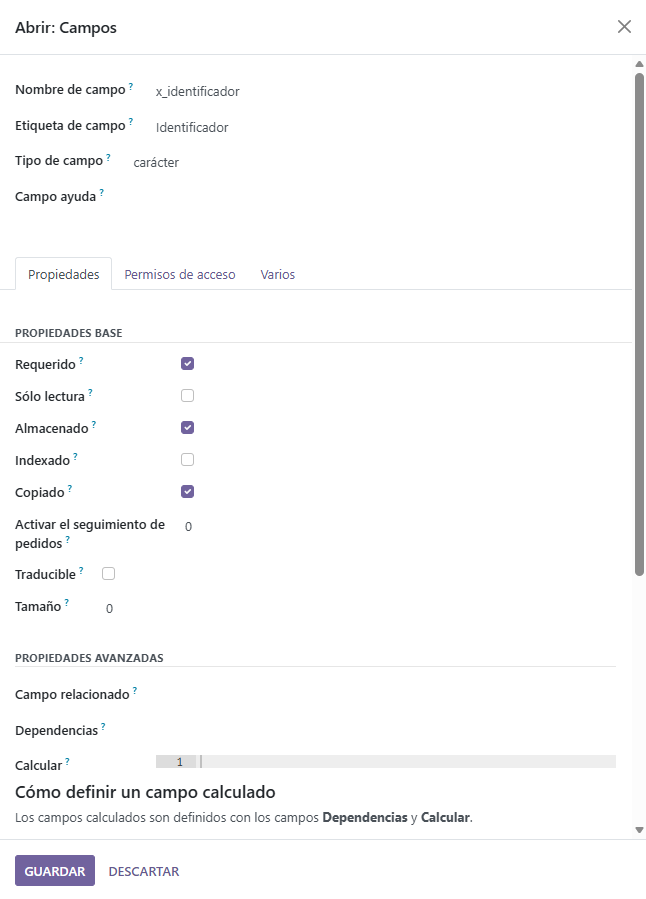 Abrir: Campos
Nombre de campo ? x_identificador
Etiqueta de campo ? Identificador
Tipo de campo ? carácter
Campo ayuda ?
Propiedades Permisos de acceso Varios
PROPIEDADES BASE
Requerido ?
Sólo lectura ?
Almacenado ?
Indexado ?
Copiado ?
Activar el seguimiento de 0
pedidos ?
Traducible ?
Tamaño ? 0
PROPIEDADES AVANZADAS
Campo relacionado ?
Dependencias ?
Calcular ? 1
Cómo definir un campo calculado
Los campos calculados son definidos con los campos Dependencias y Calcular.
GUARDAR DESCARTAR